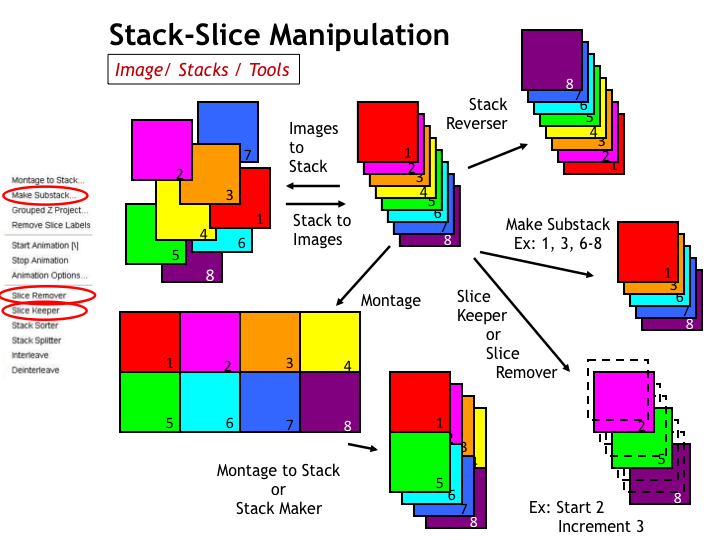 Stack-Slice Manipulation
Image/ Stacks / Tools
Montage to Stack...
Make Substack...
Grouped Z Project...
Remove Slice Labels
Start Animation [\]
Stop Animation
Animation Options...
Slice Remover
Slice Keeper
Stack Sorter
Stack Splitter
Interleave
Deinterleave
2
7
3
1
4
6
5
8
Images
to
Stack
Stack to
Images
1
2
3
4
5
6
7
8
Stack
Reverser
8
7
6
5
4
3
2
1
Make Substack
Ex: 1, 3, 6-8
1
3
6
7
8
Montage
1
2
3
4
5
6
7
8
Slice
Keeper
or
Slice
Remover
Montage to Stack
or
Stack Maker
1
3
5
6
7
8
2
5
8
Ex: Start 2
Increment 3